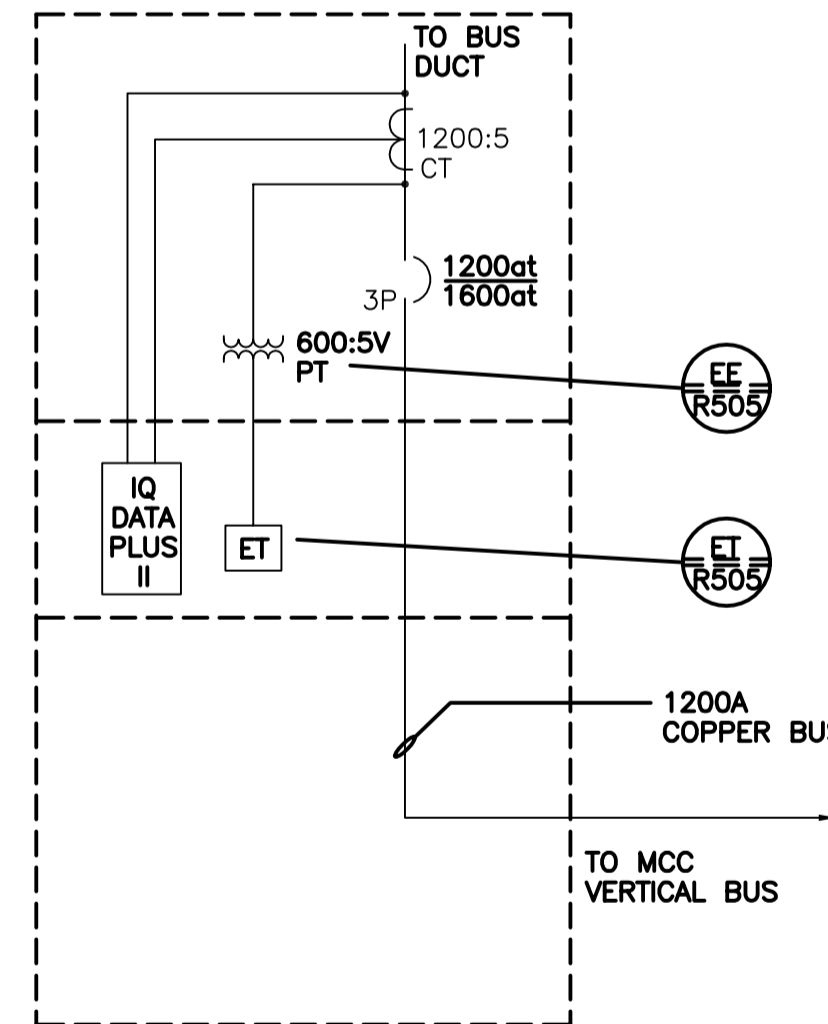 TO BUS
DUCT
1200:5
CT
1200at
1600at
3P
600:5V
PT
EE
R505
IQ
DATA
PLUS
II
ET
ET
R505
1200A
COPPER BUS
TO MCC
VERTICAL BUS